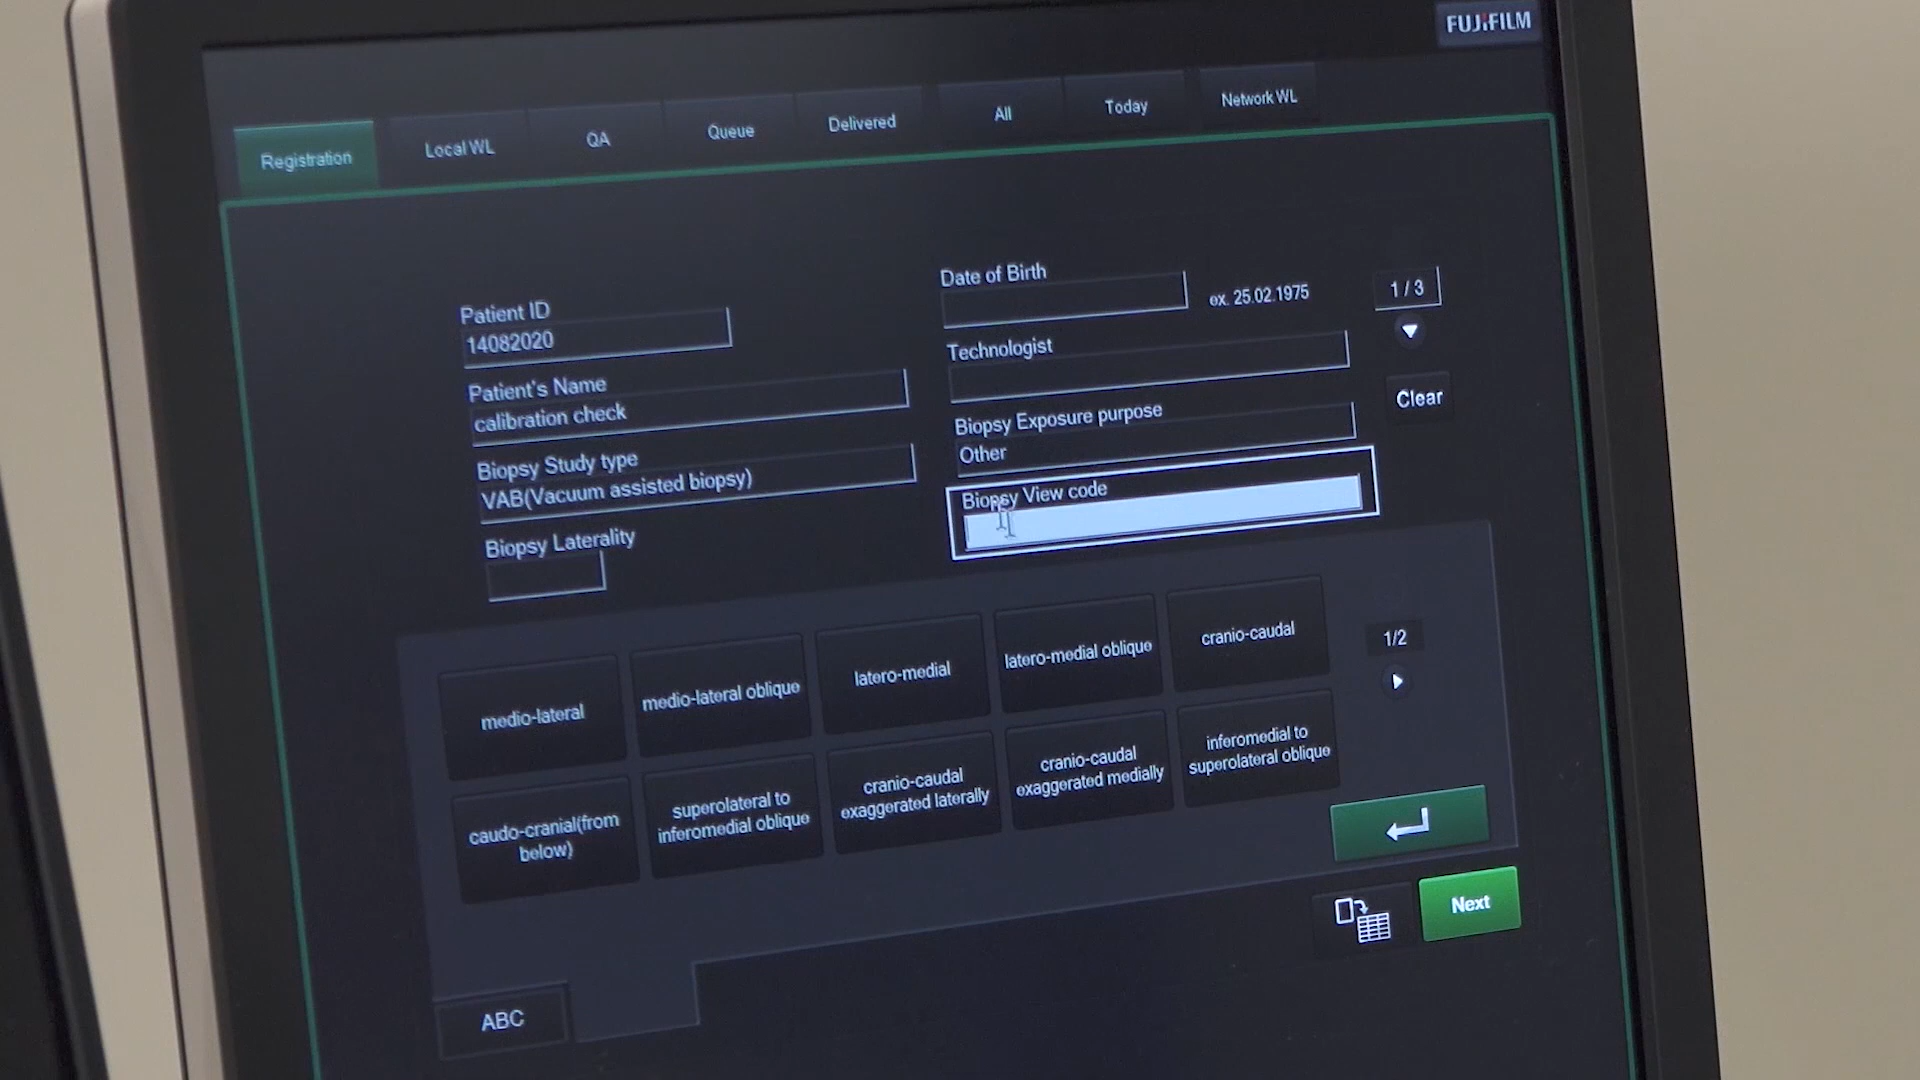 FUJIFILM
Registration
Local WL
QA
Queue
Delivered
All
Today
Network WL
Patient ID
14082020
Patient's Name
calibration check
Biopsy Study type
VAB(Vacuum assisted biopsy)
Biopsy Laterality
Date of Birth
ex. 25.02.1975
Technologist
Biopsy Exposure purpose
Other
Biopsy View code
1 / 3
Clear
medio-lateral
medio-lateral oblique
latero-medial
latero-medial oblique
cranio-caudal
1/2
caudo-cranial(from
below)
superolateral to
inferomedial oblique
cranio-caudal
exaggerated laterally
cranio-caudal
exaggerated medially
inferomedial to
superolateral oblique
Next
ABC